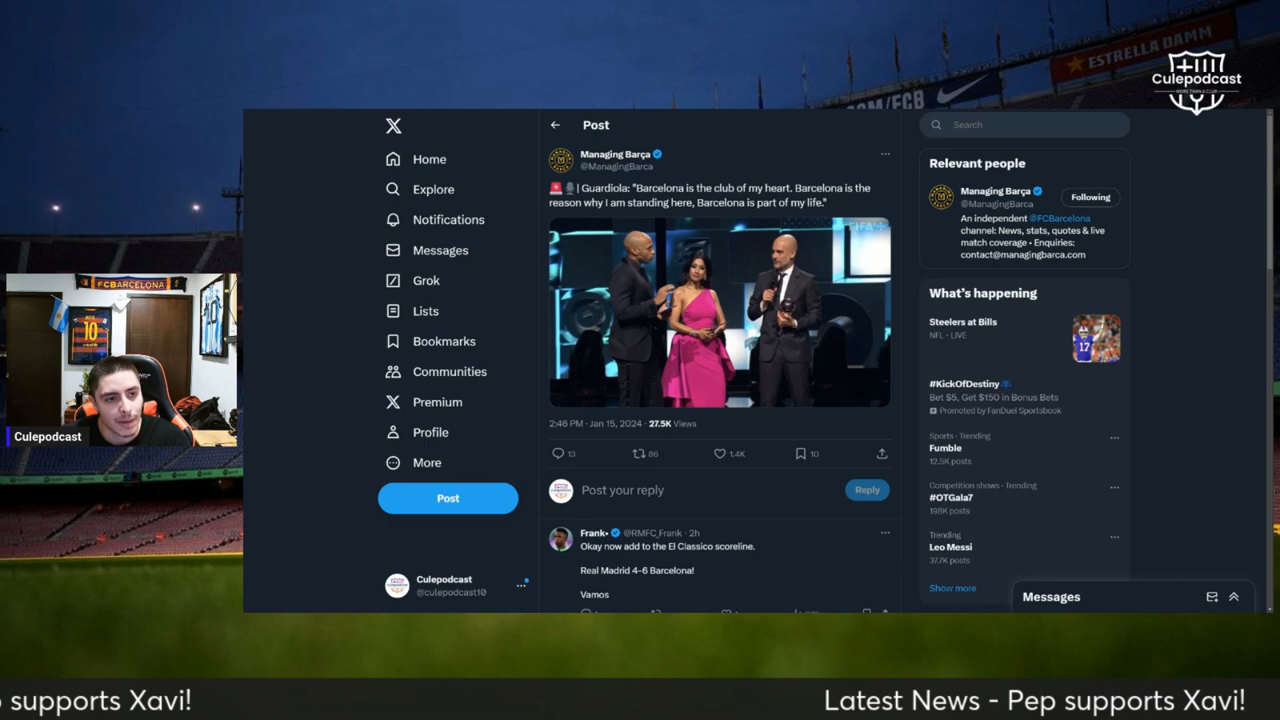 ESTRELLA DAMM
Culepodcast
MORE THAN A CLUB
COM/FCB
X
Home
Explore
Notifications
Messages
Grok
Lists
Bookmarks
Communities
Premium
Profile
More
Post
Culepodcast
@culepodcast10
Post
Managing Barça
@ManagingBarca
| Guardiola: "Barcelona is the club of my heart. Barcelona is the
reason why I am standing here, Barcelona is part of my life."
FIFA+
2:46 PM · Jan 15, 2024 · 27.5K Views
13
86
1.4K
10
Post your reply
Reply
Frank• @RMFC_Frank · 2h
Okay now add to the El Classico scoreline.
Real Madrid 4-6 Barcelona!
Vamos
Search
Relevant people
Managing Barça
@ManagingBarca
Following
An independent @FCBarcelona
channel: News, stats, quotes & live
match coverage • Enquiries:
contact@managingbarca.com
What's happening
Steelers at Bills
NFL · LIVE
17
#KickOfDestiny
Bet $5, Get $150 in Bonus Bets
Promoted by FanDuel Sportsbook
Sports · Trending
Fumble
12.5K posts
Competition shows · Trending
#OTGala7
198K posts
Trending
Leo Messi
37.7K posts
Show more
Messages
FCBARCELONA
10
Culepodcast
supports Xavi!
Latest News - Pep supports Xavi!